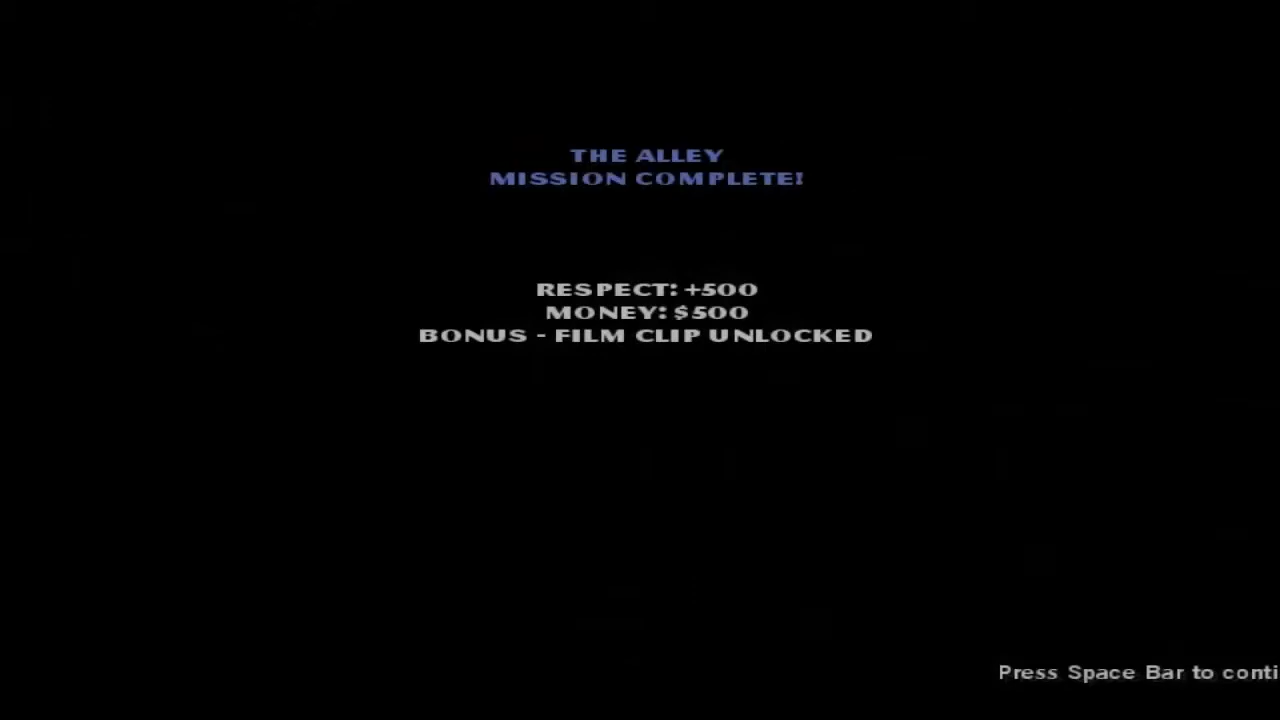 THE ALLEY
MISSION COMPLETE!
RESPECT: +500
MONEY: $500
BONUS - FILM CLIP UNLOCKED
Press Space Bar to conti